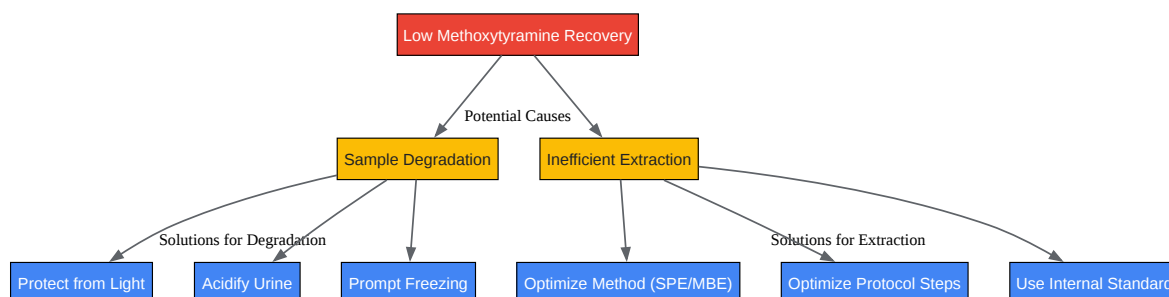 Low Methoxytyramine Recovery
Potential Causes
Sample Degradation
Inefficient Extraction
Solutions for Degradation
Solutions for Extraction
Protect from Light
Acidify Urine
Prompt Freezing
Optimize Method (SPE/MBE)
Optimize Protocol Steps
Use Internal Standard